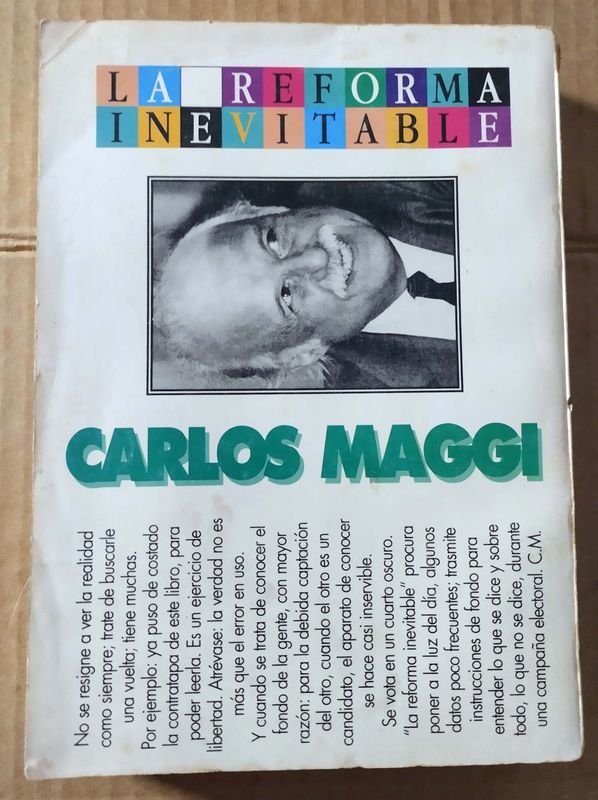 LA REFORMA
INEVITABLE
CARLOS MAGGI
No se resigne a ver la realidad
como siempre; trate de buscarle
una vuelta; tiene muchas.
Por ejemplo: ya puso de costado
la contratapa de este libro, para
poder leerla. Es un ejercicio de
libertad. Atrévase: la verdad no es
más que el error en uso.
Y cuando se trata de conocer el
fondo de la gente, con mayor
razón: para la debida captación
del otro, cuando el otro es un
candidato, el aparato de conocer
se hace casi inservible.
Se vota en un cuarto oscuro.
"La reforma inevitable" procura
poner a la luz del día, algunos
datos poco frecuentes; trasmite
instrucciones de fondo para
entender lo que se dice y sobre
todo, lo que no se dice, durante
una campaña electoral. C.M.